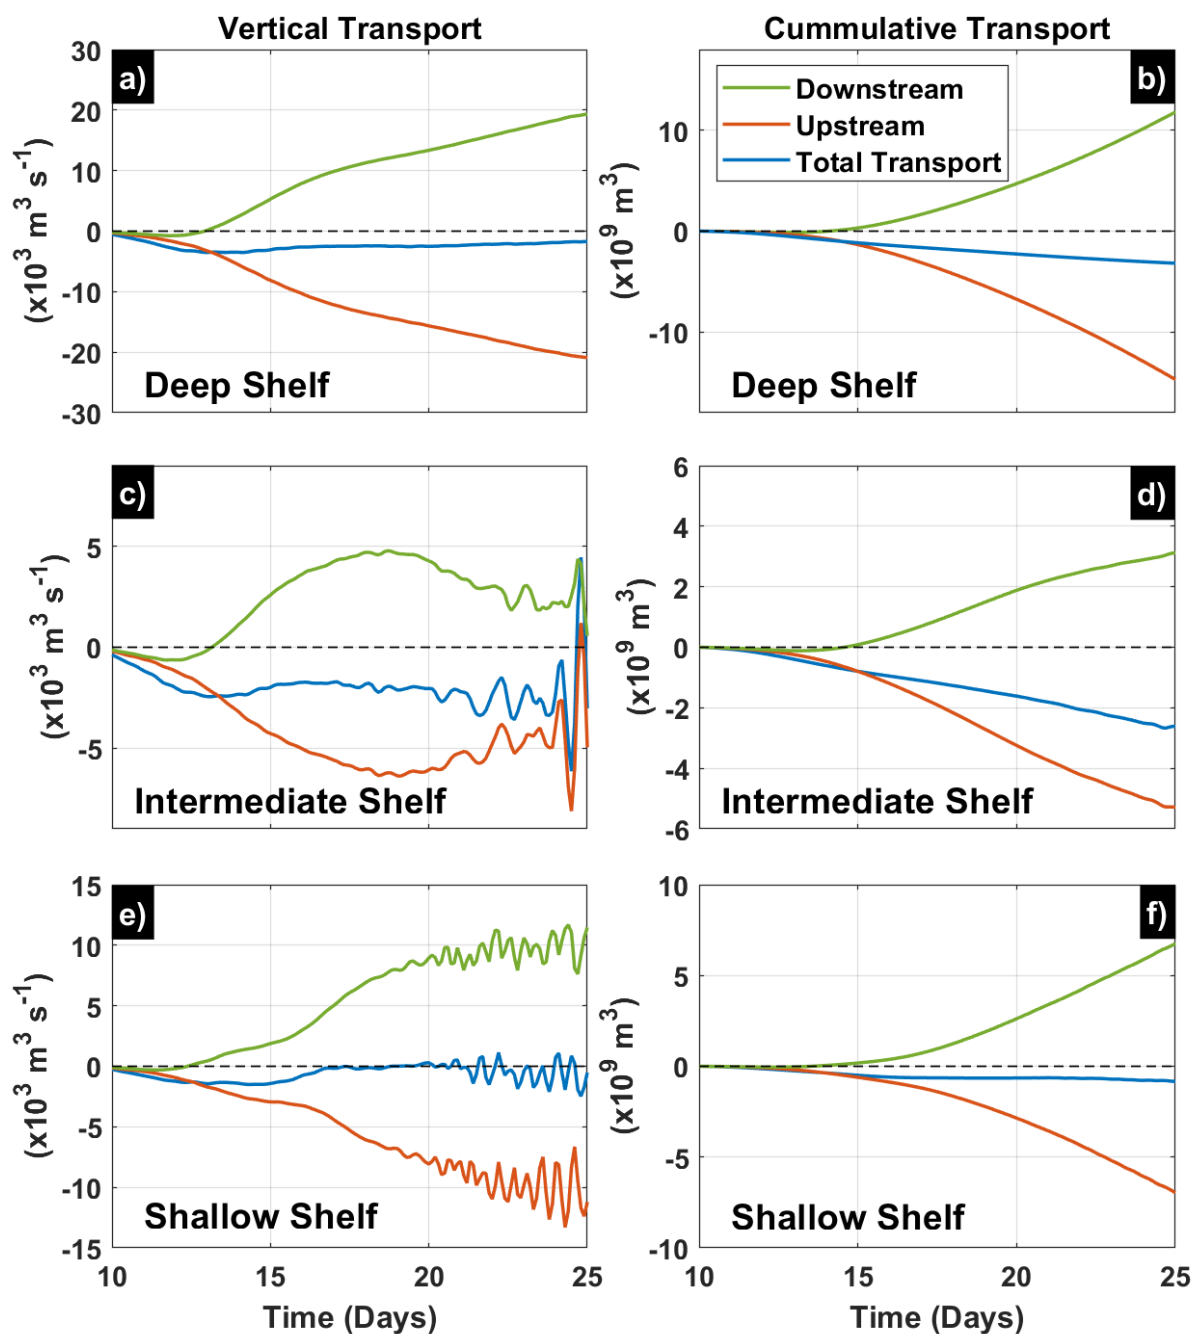 Vertical Transport
Cummulative Transport
a)
30
20
10
0
-10
-20
-30
(x10³ m³ s⁻¹)
Deep Shelf
b)
Downstream
Upstream
Total Transport
10
0
-10
(x10⁹ m³)
Deep Shelf
c)
5
0
-5
(x10³ m³ s⁻¹)
Intermediate Shelf
d)
6
4
2
0
-2
-4
-6
(x10⁹ m³)
Intermediate Shelf
e)
15
10
5
0
-5
-10
-15
(x10³ m³ s⁻¹)
Shallow Shelf
10 15 20 25
Time (Days)
f)
10
5
0
-5
-10
(x10⁹ m³)
Shallow Shelf
15 20 25
Time (Days)